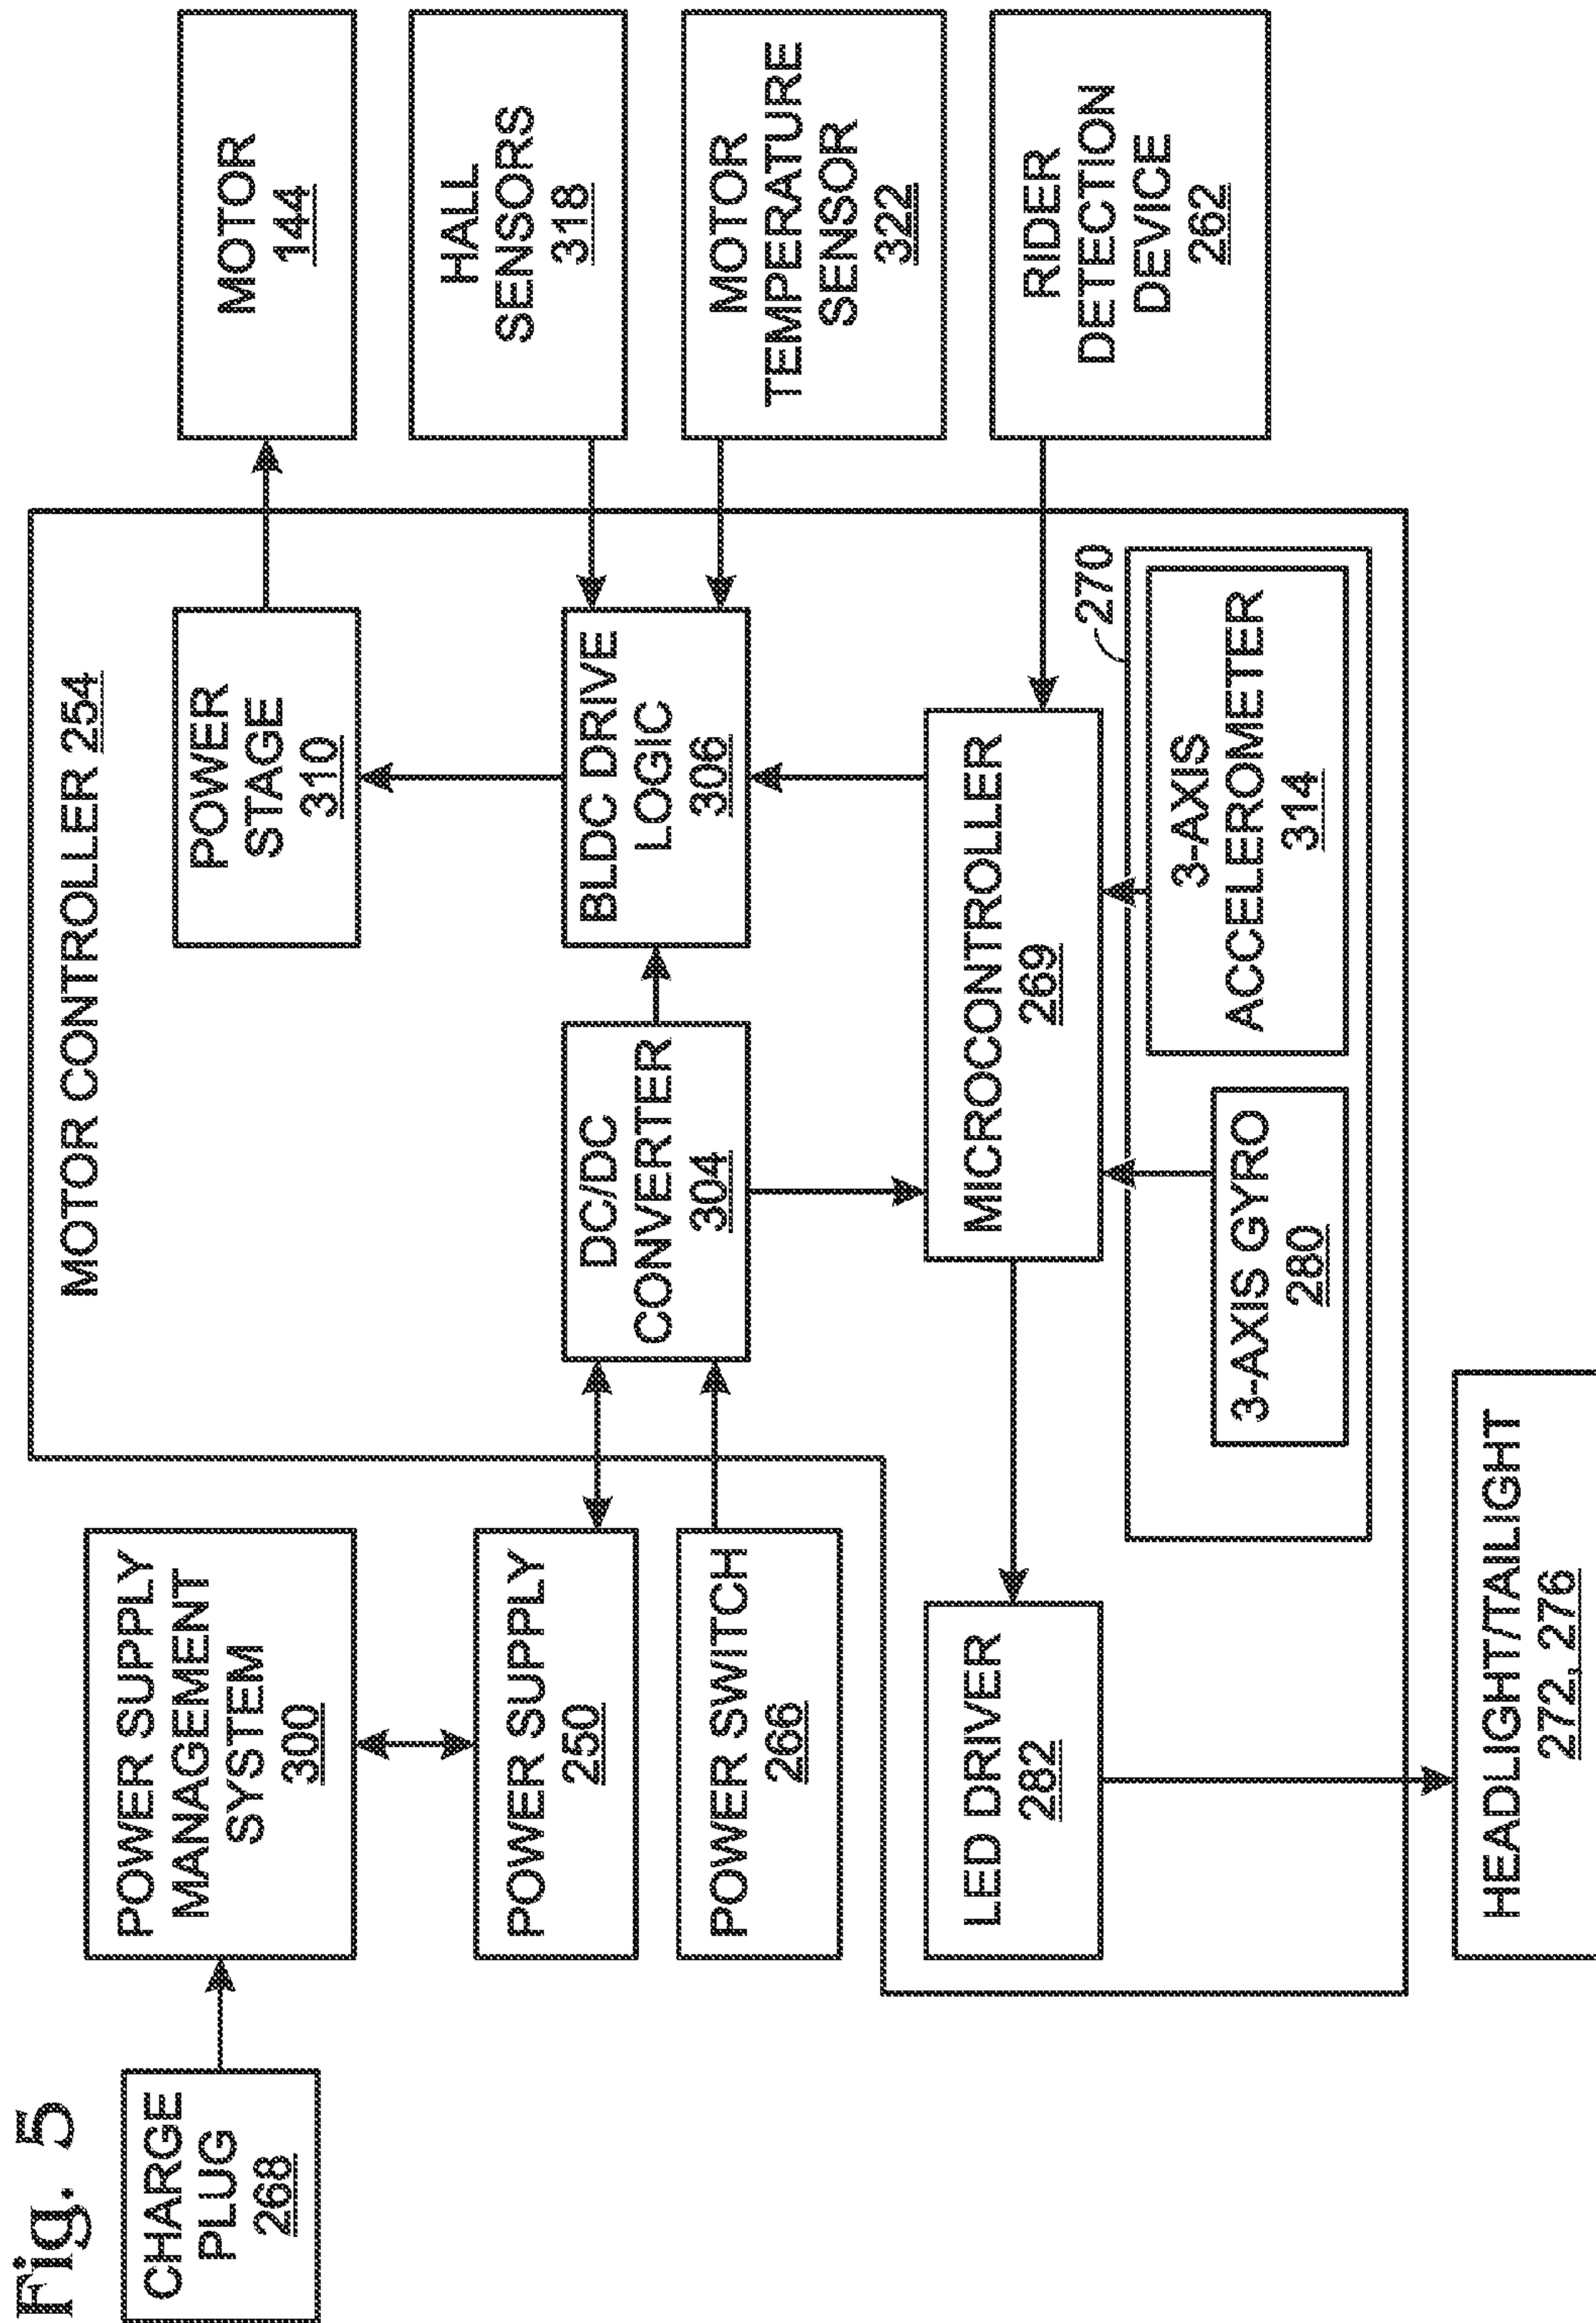 Fig. 5
CHARGE
PLUG
268
POWER SUPPLY
MANAGEMENT
SYSTEM
300
POWER SUPPLY
250
POWER SWITCH
266
MOTOR CONTROLLER 254
POWER
STAGE
310
DC/DC
CONVERTER
304
BLDC DRIVE
LOGIC
306
LED DRIVER
282
MICROCONTROLLER
269
270
3-AXIS GYRO
280
3-AXIS
ACCELEROMETER
314
HEADLIGHT/TAILIGHT
272, 276
MOTOR
144
HALL
SENSORS
318
MOTOR
TEMPERATURE
SENSOR
322
RIDER
DETECTION
DEVICE
262